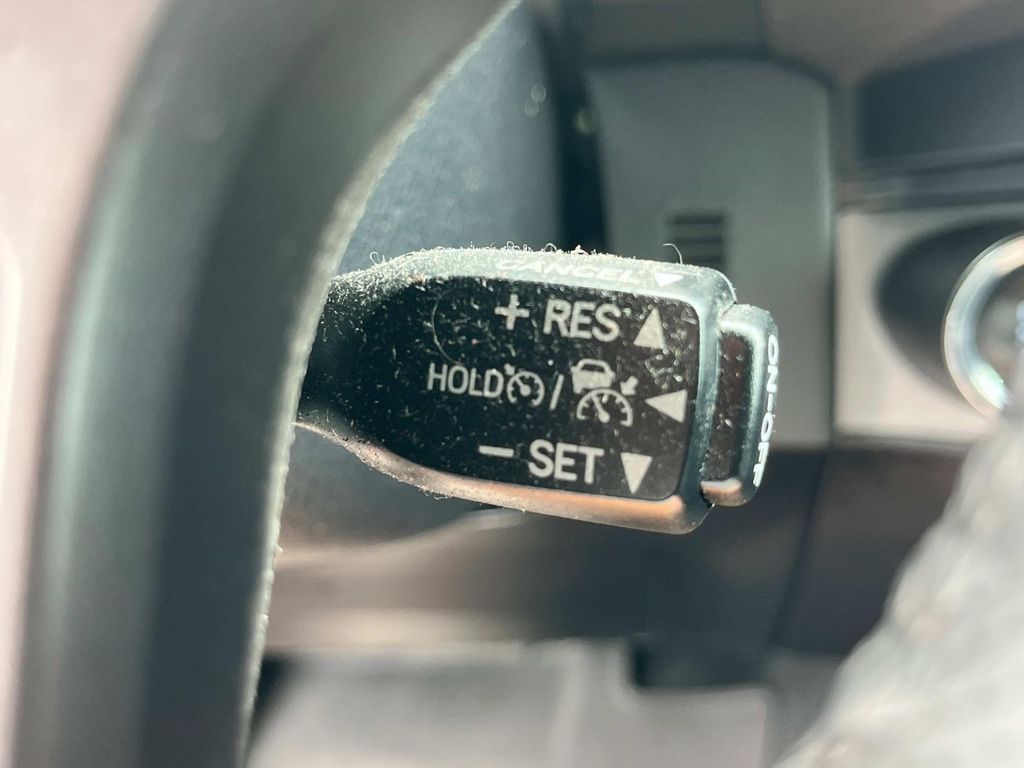 CANCEL
+ RES
HOLD /
- SET
ON-OFF